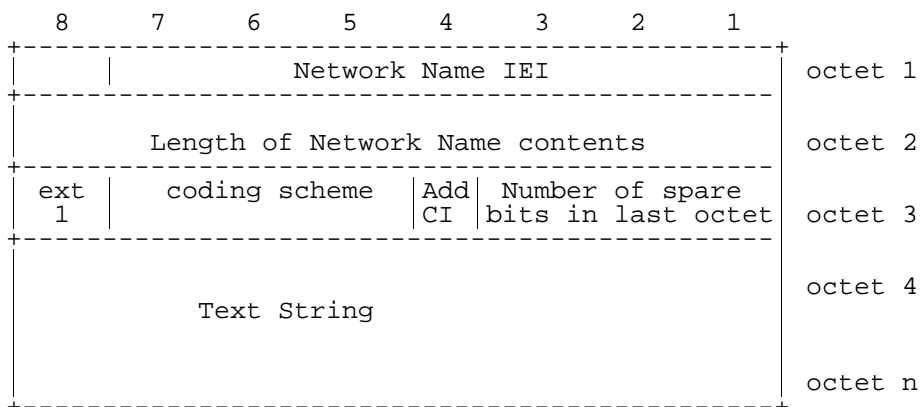 8 7 6 5 4 3 2 1
Network Name IEI octet 1
Length of Network Name contents octet 2
ext coding scheme Add Number of spare
1 CI bits in last octet octet 3
octet 4
Text String
octet n